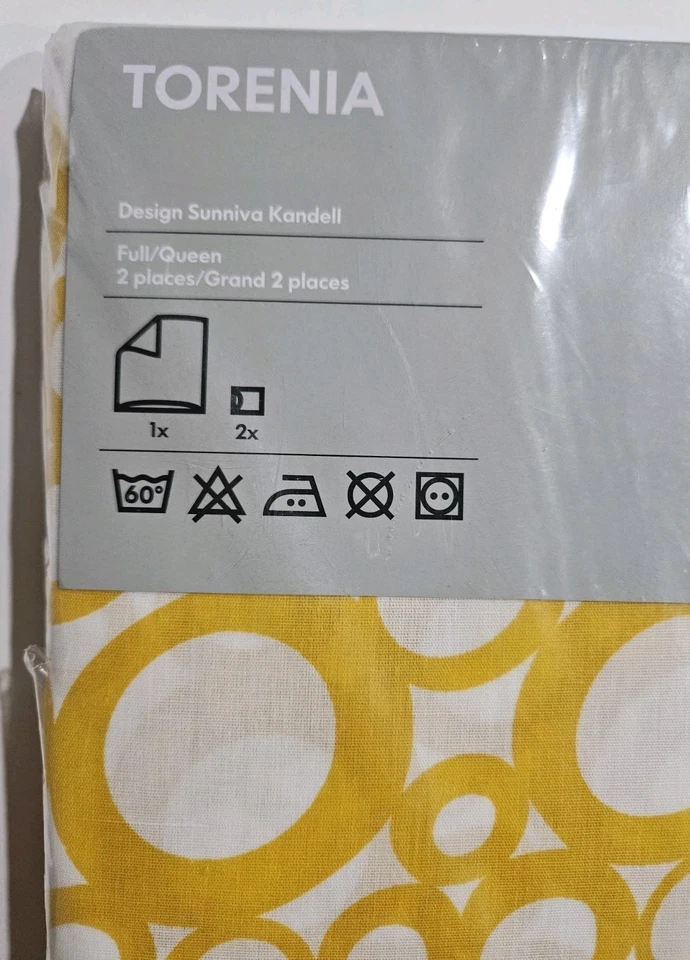 TORENIA
Design Sunniva Kandell
Full/Queen
2 places/Grand 2 places
1x
2x
60°